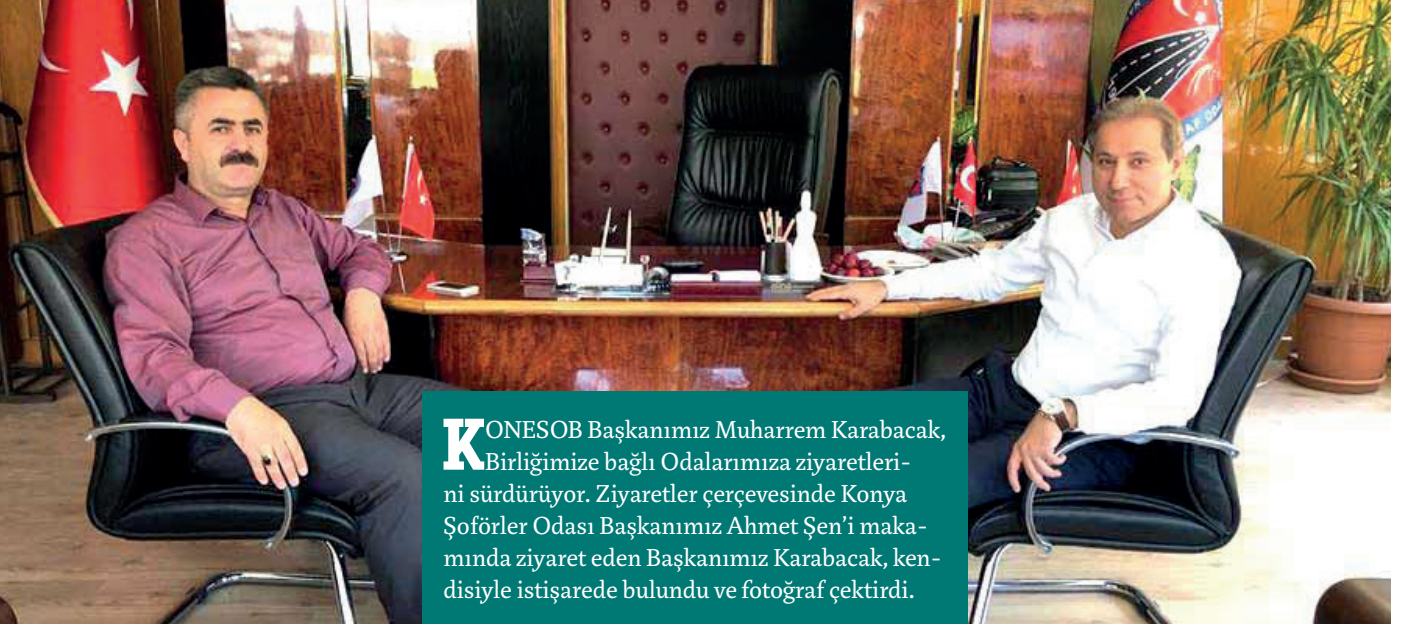 KONESOB Başkanımız Muharrem Karabacak,
Birliğimize bağlı Odalarımıza ziyaretleri-
ni sürdürüyor. Ziyaretler çerçevesinde Konya
Şoförler Odası Başkanımız Ahmet Şen’i maka-
mında ziyaret eden Başkanımız Karabacak, ken-
disiyle istişarede bulundu ve fotoğraf çektirdi.